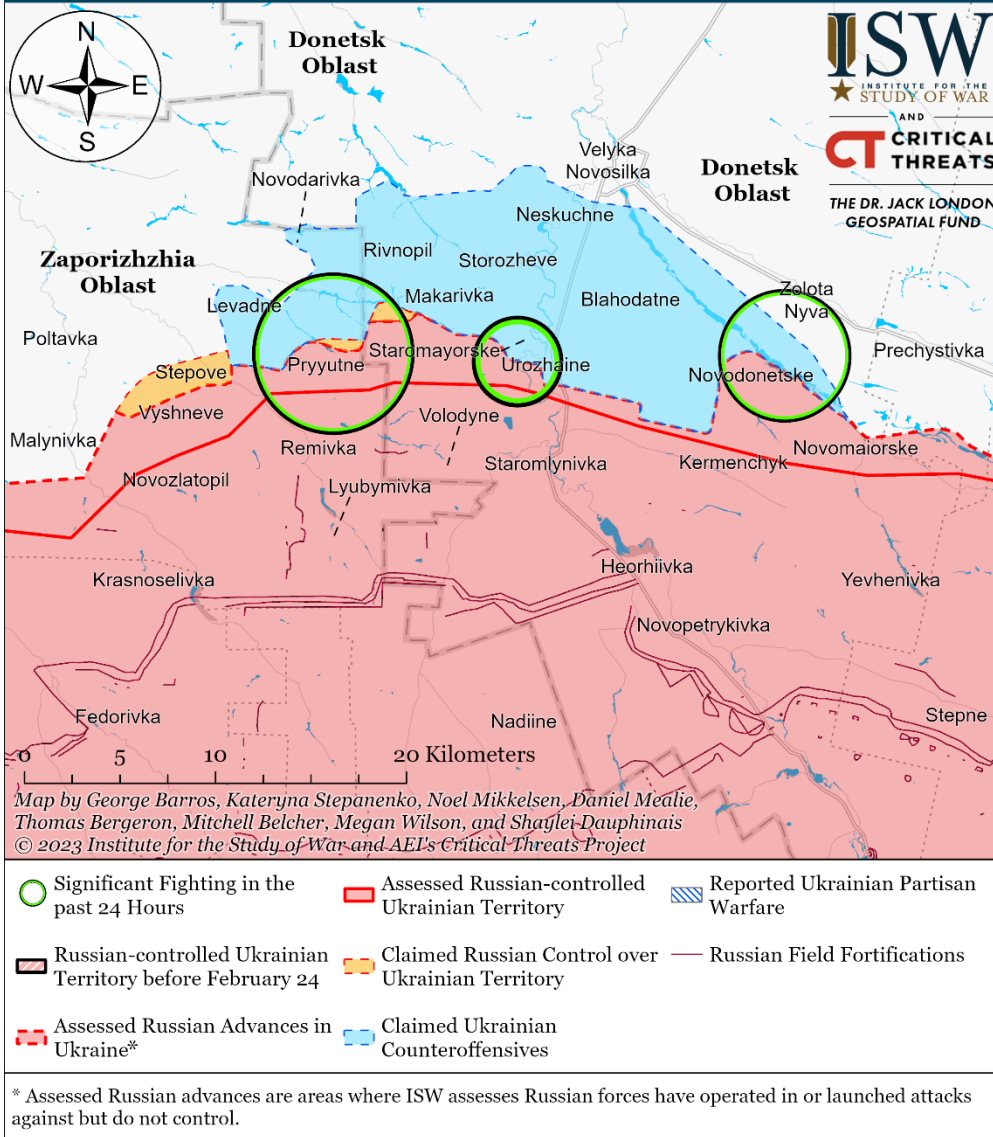 N
W
E
S
Donetsk
Oblast
ISW
INSTITUTE FOR THE
STUDY OF WAR
AND
CT CRITICAL
THREATS
THE DR. JACK LONDON
GEOSPATIAL FUND
Velyka
Novosilka
Donetsk
Oblast
Novodarivka
Neskuchne
Rivnopil
Storozheve
Zaporizhzhia
Oblast
Levadne
Makarivka
Blahodatne
Zolota
Nyva
Poltavka
Staromayorske
Urozhaine
Prechystivka
Stepove
Pryyutne
Novodonetske
Vyshneve
Volodyne
Malynivka
Remivka
Novomaiorske
Staromlynivka
Kermenchyk
Novozlatopil
Lyubymivka
Heorhiivka
Krasnoselivka
Yevhenivka
Novopetrykivka
Fedorivka
Nadiine
Stepne
0 5 10 20 Kilometers
Map by George Barros, Kateryna Stepanenko, Noel Mikkelsen, Daniel Mealie,
Thomas Bergeron, Mitchell Belcher, Megan Wilson, and Shaylei Dauphinais
© 2023 Institute for the Study of War and AEI's Critical Threats Project
Significant Fighting in the
past 24 Hours
Russian-controlled Ukrainian
Territory before February 24
Assessed Russian Advances in
Ukraine*
Assessed Russian-controlled
Ukrainian Territory
Claimed Russian Control over
Ukrainian Territory
Claimed Ukrainian
Counteroffensives
Reported Ukrainian Partisan
Warfare
Russian Field Fortifications
* Assessed Russian advances are areas where ISW assesses Russian forces have operated in or launched attacks
against but do not control.